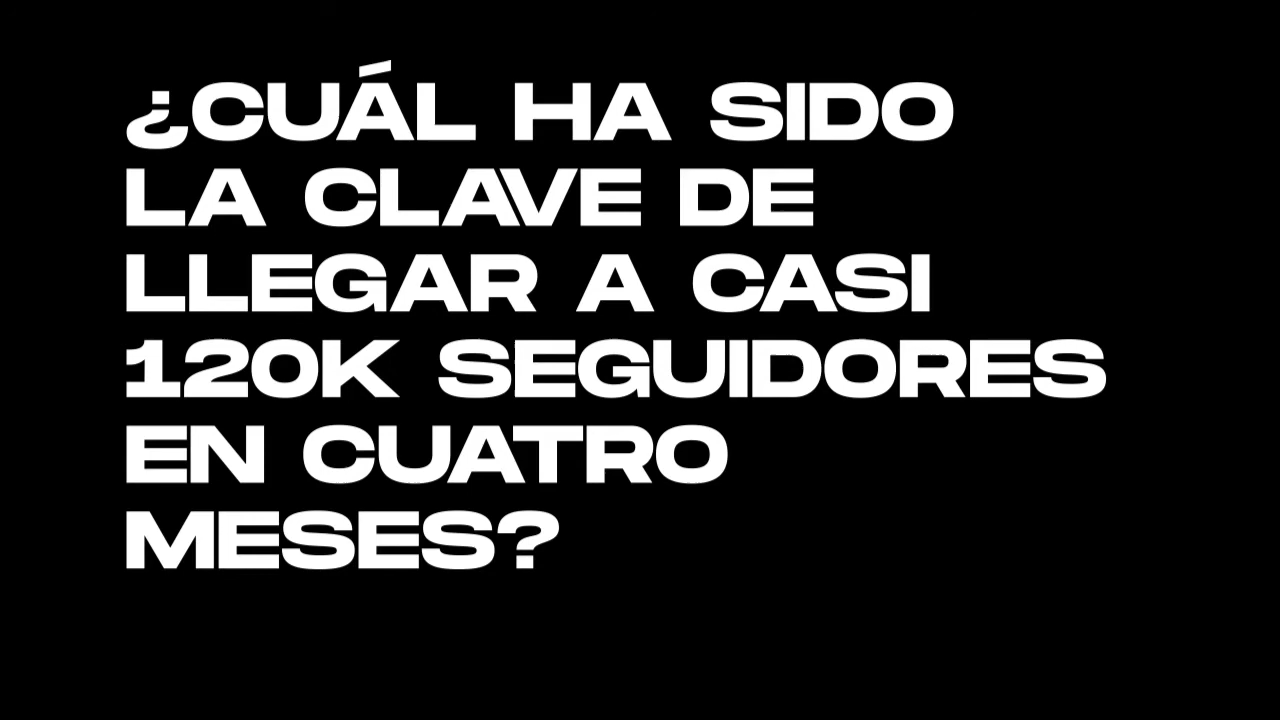 ¿CUÁL HA SIDO
LA CLAVE DE
LLEGAR A CASI
120K SEGUIDORES
EN CUATRO
MESES?